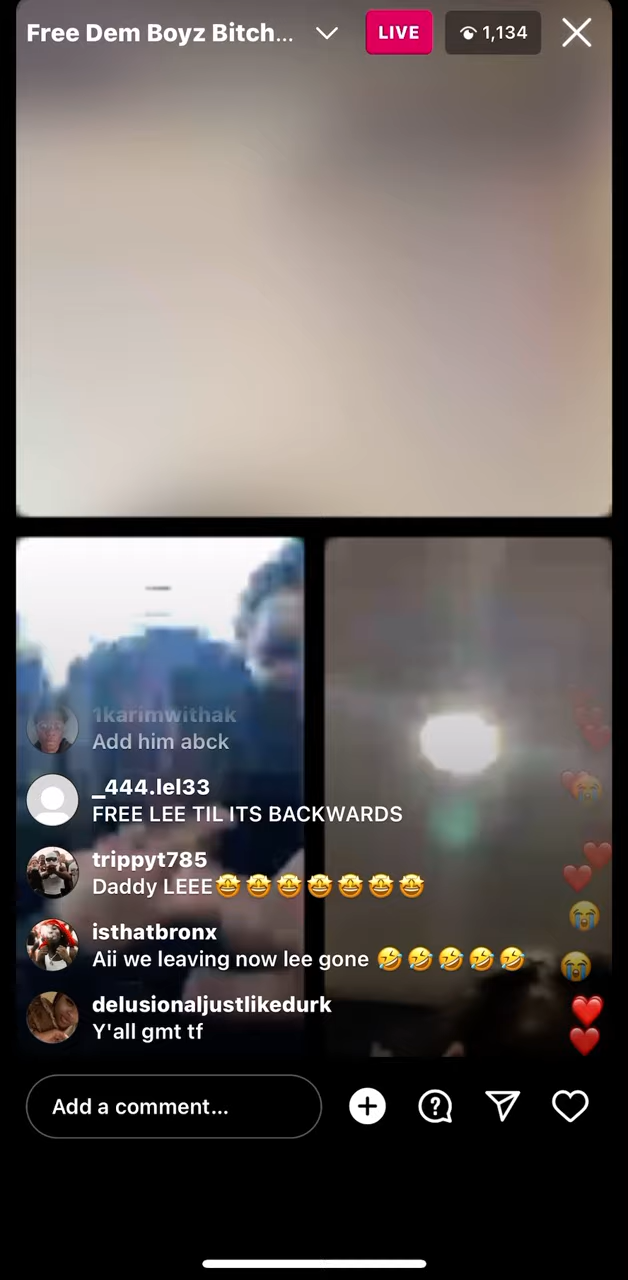 Free Dem Boyz Bitch...
LIVE
1,134
1karimwithak
Add him abck
_444.lel33
FREE LEE TIL ITS BACKWARDS
trippyt785
Daddy LEEE🤩🤩🤩🤩🤩🤩🤩
isthatbronx
Aii we leaving now lee gone 🤣🤣🤣🤣🤣
delusionaljustlikedurk
Y'all gmt tf
Add a comment...